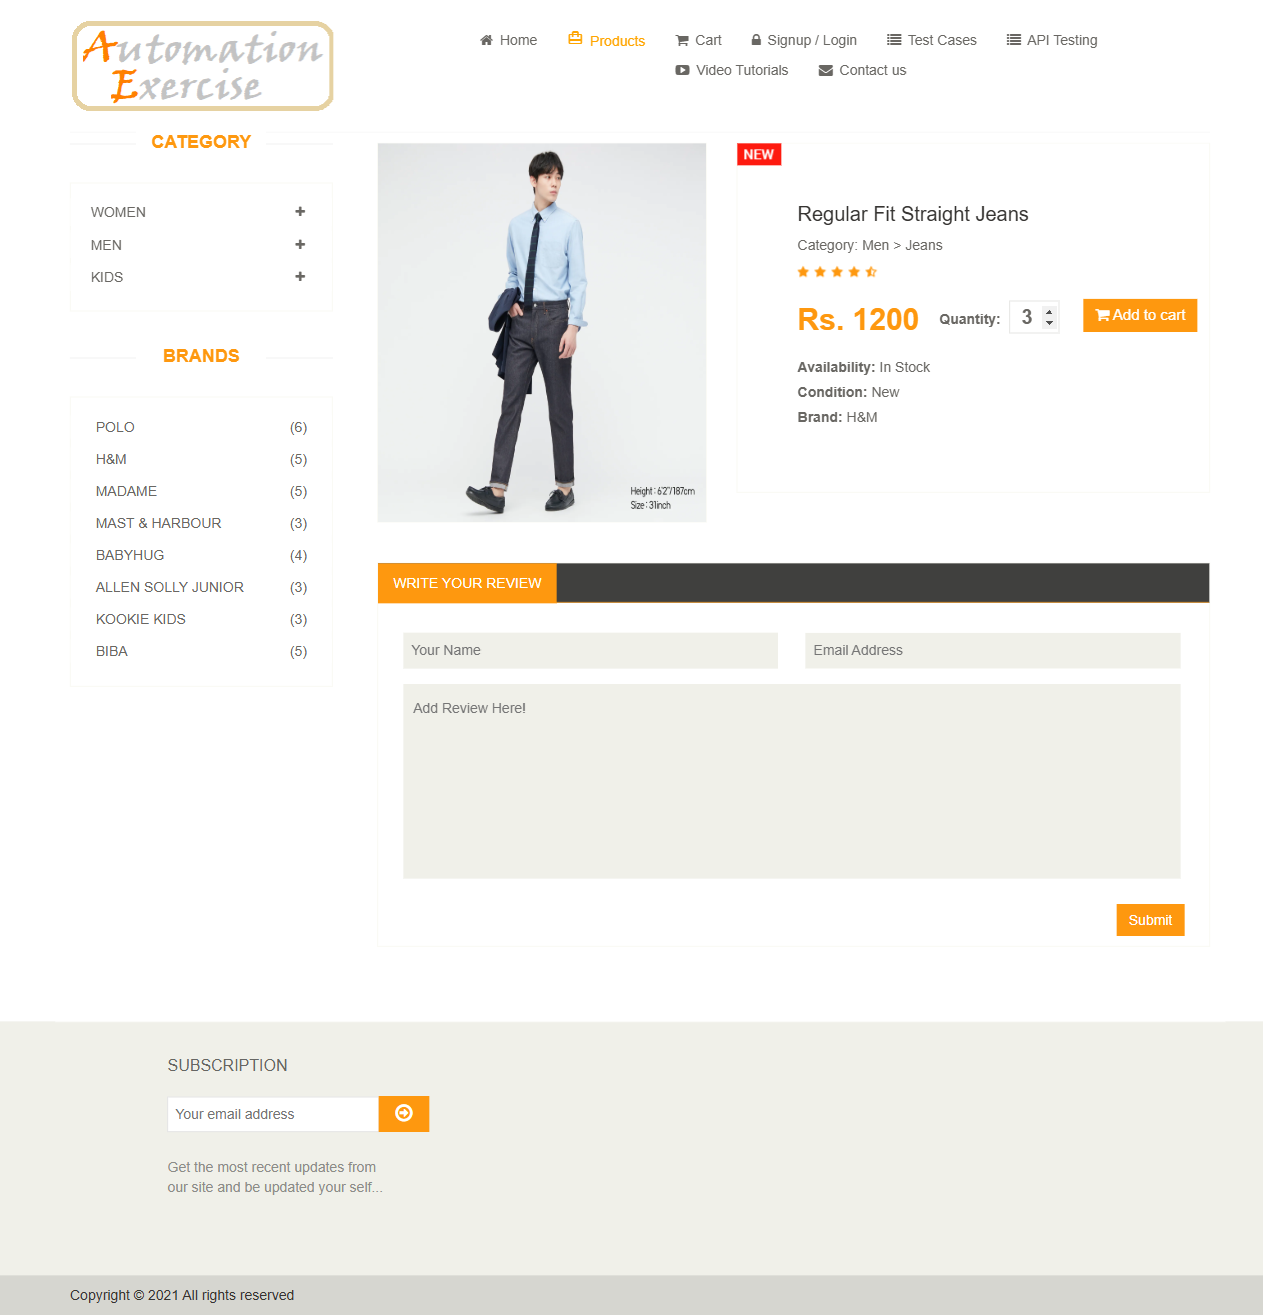 Automation
Exercise
Home
Products
Cart
Signup / Login
Test Cases
API Testing
Video Tutorials
Contact us
CATEGORY
WOMEN
MEN
KIDS
BRANDS
POLO (6)
H&M (5)
MADAME (5)
MAST & HARBOUR (3)
BABYHUG (4)
ALLEN SOLLY JUNIOR (3)
KOOKIE KIDS (3)
BIBA (5)
Height : 6'2"/187cm
Size : 31inch
NEW
Regular Fit Straight Jeans
Category: Men > Jeans
Rs. 1200 Quantity: 3 Add to cart
Availability: In Stock
Condition: New
Brand: H&M
WRITE YOUR REVIEW
Your Name
Email Address
Add Review Here!
Submit
SUBSCRIPTION
Your email address
Get the most recent updates from
our site and be updated your self...
Copyright © 2021 All rights reserved